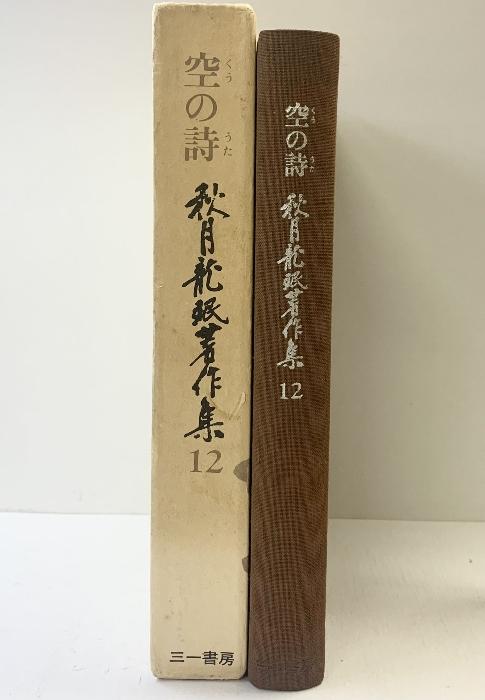 空の詩
くう
うた
秋月龍珉著作集
12
三一書房
空の詩
くう
うた
秋月龍珉著作集
12